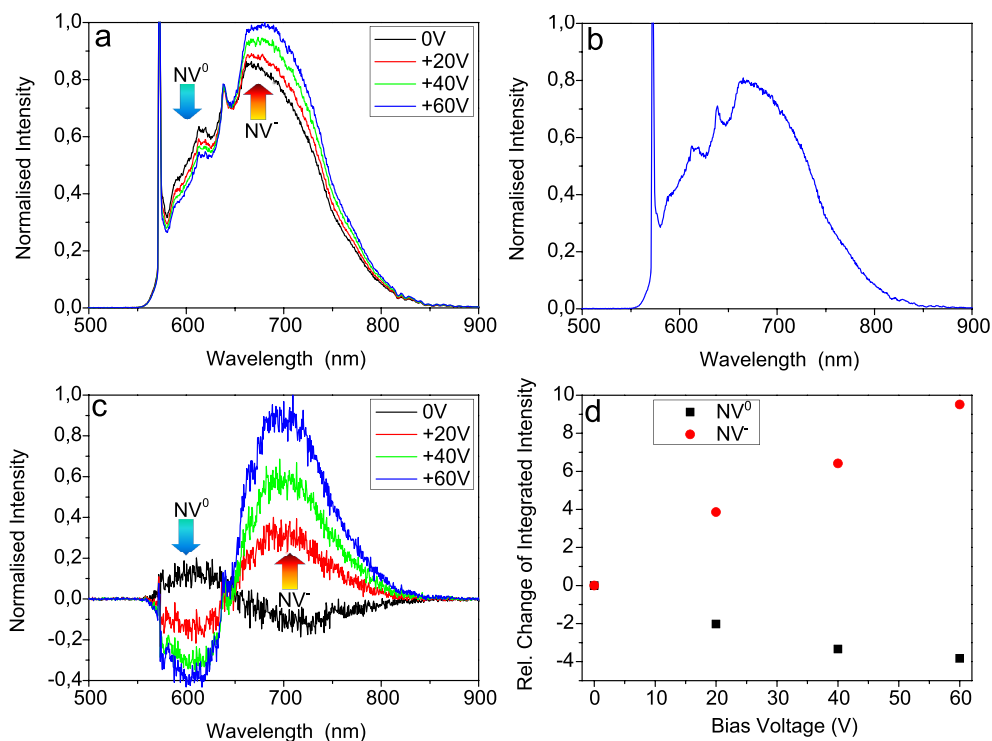 a
1,0
0,8
0,6
0,4
0,2
0,0
500 600 700 800 900
Normalised Intensity
Wavelength (nm)
NV⁰
NV⁻
0V
+20V
+40V
+60V
b
1,0
0,8
0,6
0,4
0,2
0,0
500 600 700 800 900
Normalised Intensity
Wavelength (nm)
c
1,0
0,8
0,6
0,4
0,2
0,0
-0,2
-0,4
500 600 700 800 900
Normalised Intensity
Wavelength (nm)
NV⁰
NV⁻
0V
+20V
+40V
+60V
d
10
8
6
4
2
0
-2
-4
0 10 20 30 40 50 60
Rel. Change of Integrated Intensity
Bias Voltage (V)
NV⁰
NV⁻